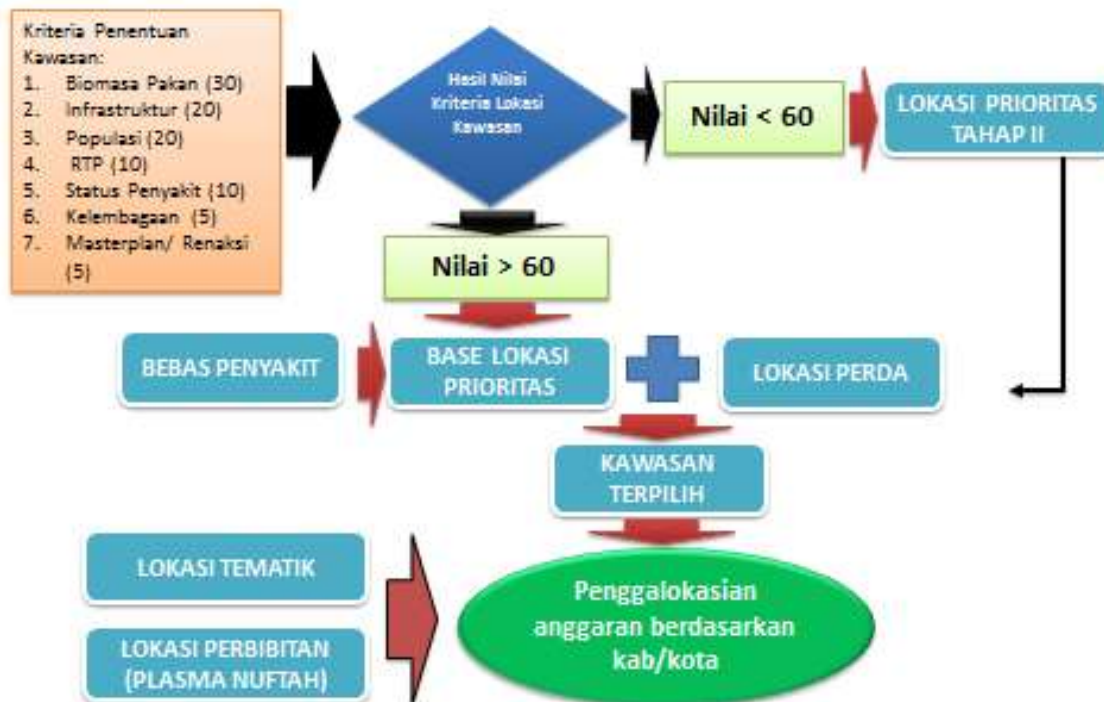 Kriteria Penentuan
Kawasan:
1. Biomasa Pakan (30)
2. Infrastruktur (20)
3. Populasi (20)
4. RTP (10)
5. Status Penyakit (10)
6. Kelembagaan (5)
7. Masterplan/ Renaksi
(5)
Hasil Nilai
Kriteria Lokasi
Kawasan
Nilai < 60
LOKASI PRIORITAS
TAHAP II
Nilai > 60
BEBAS PENYAKIT
BASE LOKASI
PRIORITAS
LOKASI PERDA
KAWASAN
TERPILIH
LOKASI TEMATIK
LOKASI PERBIBITAN
(PLASMA NUFTAH)
Penggalokasian
anggaran berdasarkan
kab/kota